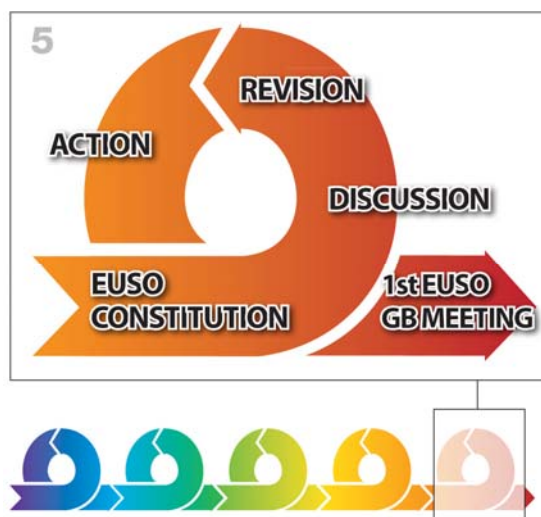 5
REVISION
ACTION
DISCUSSION
EUSO
CONSTITUTION
1st EUSO
GB MEETING